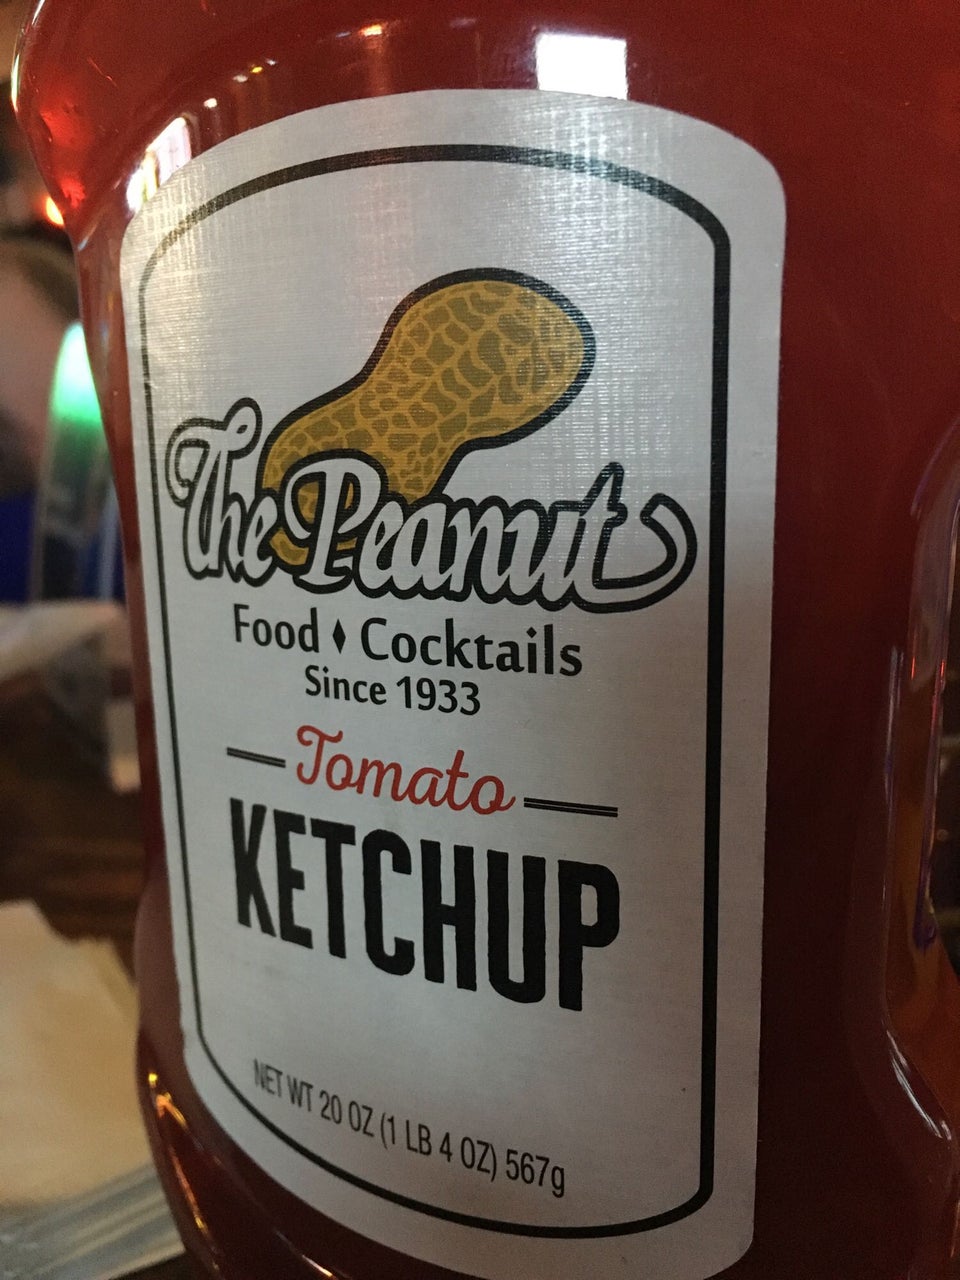 The Peanut
Food ♦ Cocktails
Since 1933
Tomato
KETCHUP
NET WT 20 OZ (1 LB 4 OZ) 567g